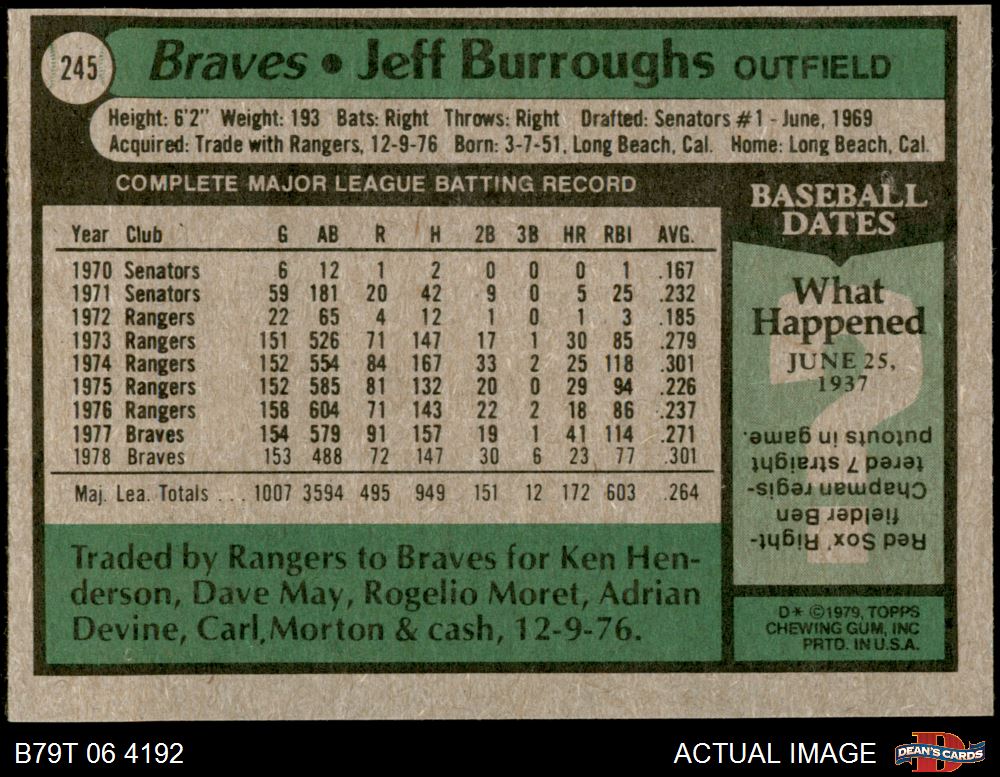 245 Braves • Jeff Burroughs OUTFIELD
Height: 6'2" Weight: 193 Bats: Right Throws: Right Drafted: Senators #1 - June, 1969
Acquired: Trade with Rangers, 12-9-76 Born: 3-7-51, Long Beach, Cal. Home: Long Beach, Cal.
COMPLETE MAJOR LEAGUE BATTING RECORD
Year Club G AB R H 2B 3B HR RBI AVG.
1970 Senators 6 12 1 2 0 0 0 1 .167
1971 Senators 59 181 20 42 9 0 5 25 .232
1972 Rangers 22 65 4 12 1 0 1 3 .185
1973 Rangers 151 526 71 147 17 1 30 85 .279
1974 Rangers 152 554 84 167 33 2 25 118 .301
1975 Rangers 152 585 81 132 20 0 29 94 .226
1976 Rangers 158 604 71 143 22 2 18 86 .237
1977 Braves 154 579 91 157 19 1 41 114 .271
1978 Braves 153 488 72 147 30 6 23 77 .301
Maj. Lea. Totals ... 1007 3594 495 949 151 12 172 603 .264
Traded by Rangers to Braves for Ken Hen-
derson, Dave May, Rogelio Moret, Adrian
Devine, Carl Morton & cash, 12-9-76.
BASEBALL
DATES
What
Happened
JUNE 25,
1937
?
Red Sox' Right-
fielder Ben
Chapman regis-
tered 7 straight
putouts in game.
D* ©1979, TOPPS
CHEWING GUM, INC
PRTD. IN U.S.A.
B79T 06 4192
ACTUAL IMAGE
D
DEAN'S CARDS